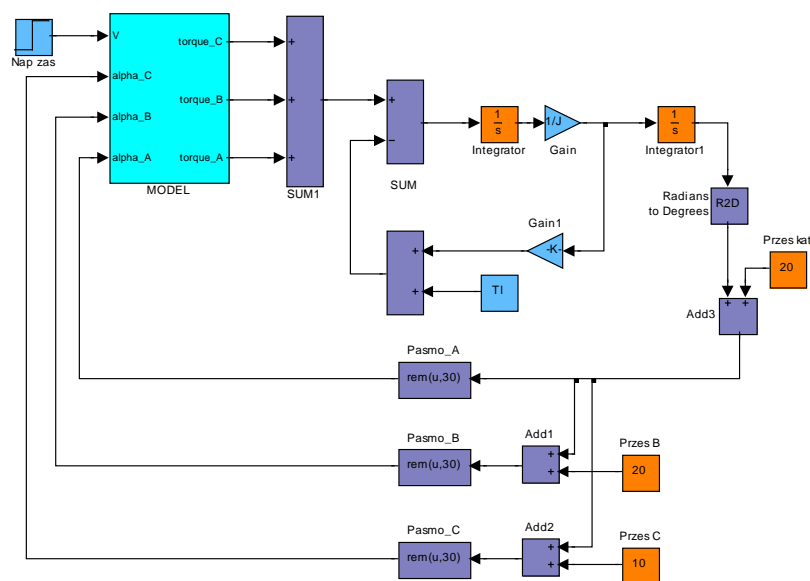 V
torque_C
+
Nap zas
alpha_C
+
1
s
1/J
1
s
alpha_B
torque_B
+
−
Integrator
Gain
Integrator1
alpha_A
torque_A
+
MODEL
SUM1
SUM
Radians
to Degrees
R2D
Gain1
-K-
+
Przes kat
20
+
Tl
+
+
Add3
Pasmo_A
rem(u,30)
Pasmo_B
Add1
Przes B
rem(u,30)
+
+
20
Pasmo_C
Add2
Przes C
rem(u,30)
+
+
10